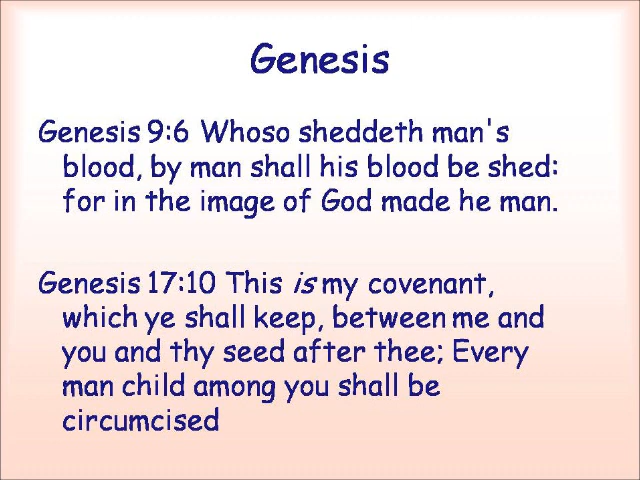 Genesis
Genesis 9:6 Whoso sheddeth man's
blood, by man shall his blood be shed:
for in the image of God made he man.
Genesis 17:10 This is my covenant,
which ye shall keep, between me and
you and thy seed after thee; Every
man child among you shall be
circumcised